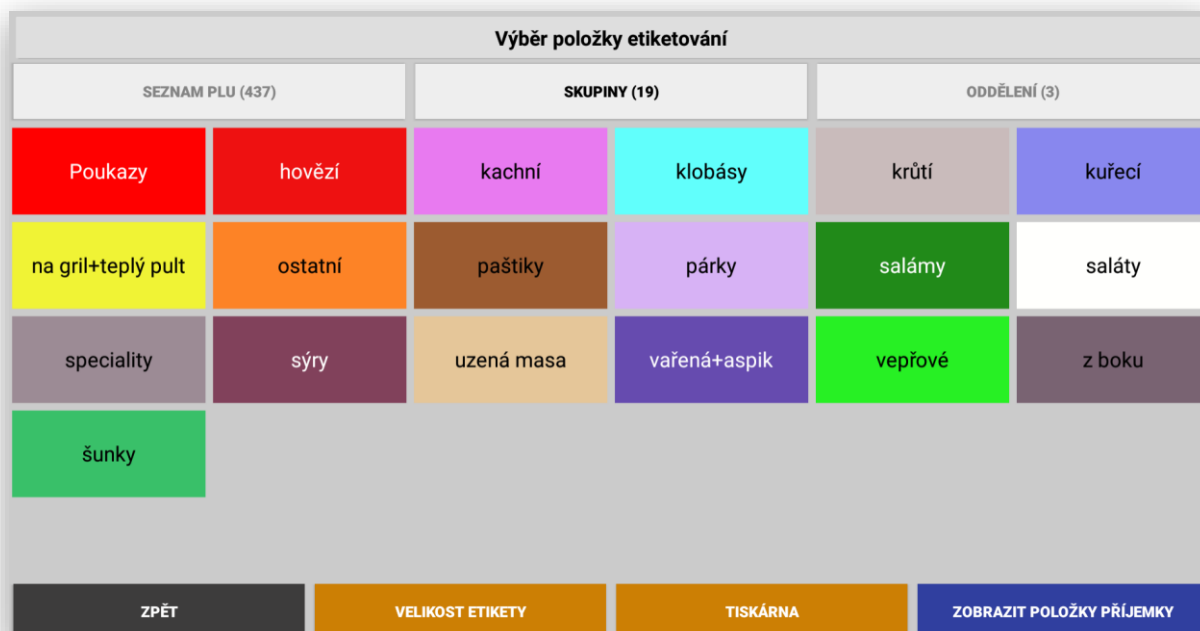 Výběr položky etiketování
SEZNAM PLU (437)
SKUPINY (19)
ODDĚLENÍ (3)
Poukazy
hovězí
kachní
klobásy
krůtí
kuřecí
na gril+teplý pult
ostatní
paštiky
párky
salámy
saláty
speciality
sýry
uzená masa
vařená+aspik
vepřové
z boku
šunky
ZPĚT
VELIKOST ETIKETY
TISKÁRNA
ZOBRAZIT POLOŽKY PŘÍJEMKY